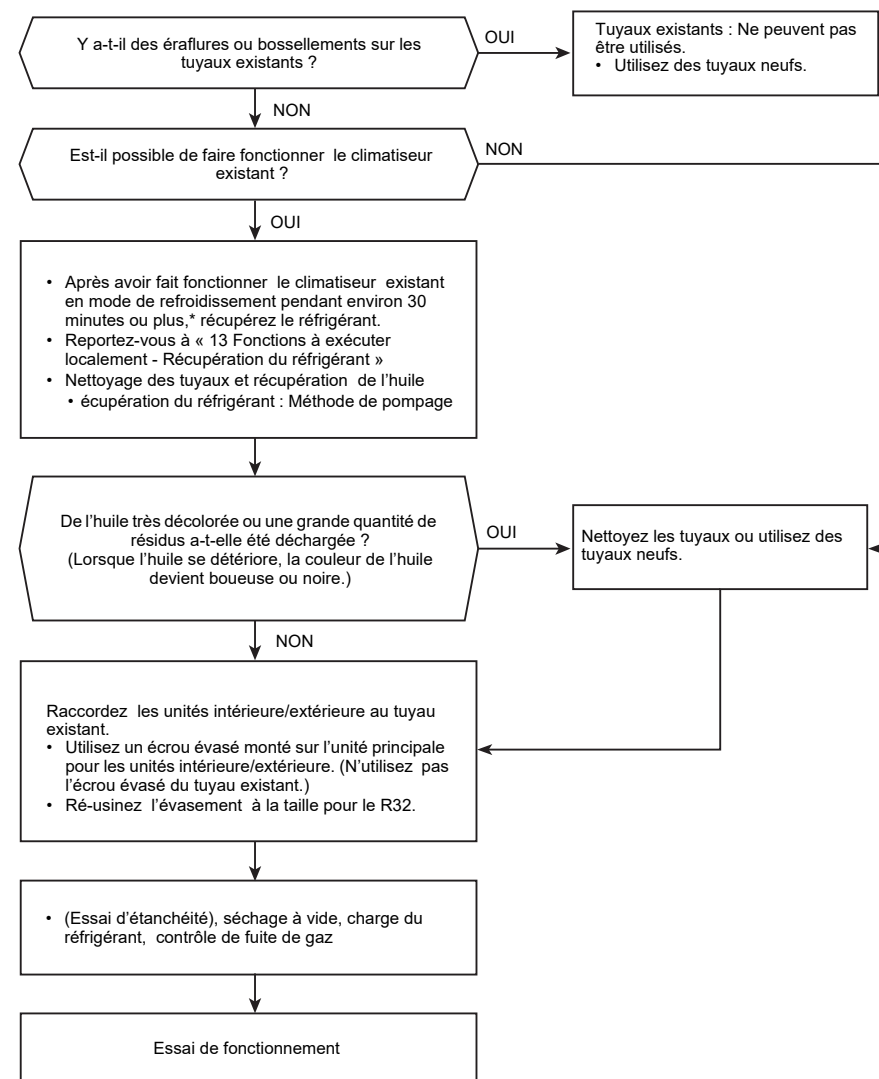 Y a-t-il des éraflures ou bossellements sur les
tuyaux existants ?
OUI
Tuyaux existants : Ne peuvent pas
être utilisés.
• Utilisez des tuyaux neufs.
NON
Est-il possible de faire fonctionner le climatiseur
existant ?
NON
OUI
• Après avoir fait fonctionner le climatiseur existant
en mode de refroidissement pendant environ 30
minutes ou plus,* récupérez le réfrigérant.
• Reportez-vous à « 13 Fonctions à exécuter
localement - Récupération du réfrigérant »
• Nettoyage des tuyaux et récupération de l’huile
• écupération du réfrigérant : Méthode de pompage
De l’huile très décolorée ou une grande quantité de
résidus a-t-elle été déchargée ?
(Lorsque l’huile se détériore, la couleur de l’huile
devient boueuse ou noire.)
OUI
Nettoyez les tuyaux ou utilisez des
tuyaux neufs.
NON
Raccordez les unités intérieure/extérieure au tuyau
existant.
• Utilisez un écrou évasé monté sur l’unité principale
pour les unités intérieure/extérieure. (N’utilisez pas
l’écrou évasé du tuyau existant.)
• Ré-usinez l’évasement à la taille pour le R32.
• (Essai d’étanchéité), séchage à vide, charge du
réfrigérant, contrôle de fuite de gaz
Essai de fonctionnement